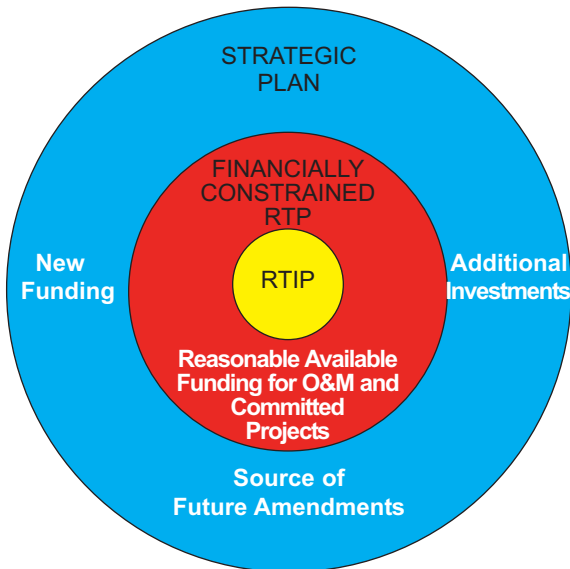 STRATEGIC
PLAN
FINANCIALLY
CONSTRAINED
RTP
New
Funding
RTIP
Additional
Investments
Reasonable Available
Funding for O&M and
Committed
Projects
Source of
Future Amendments